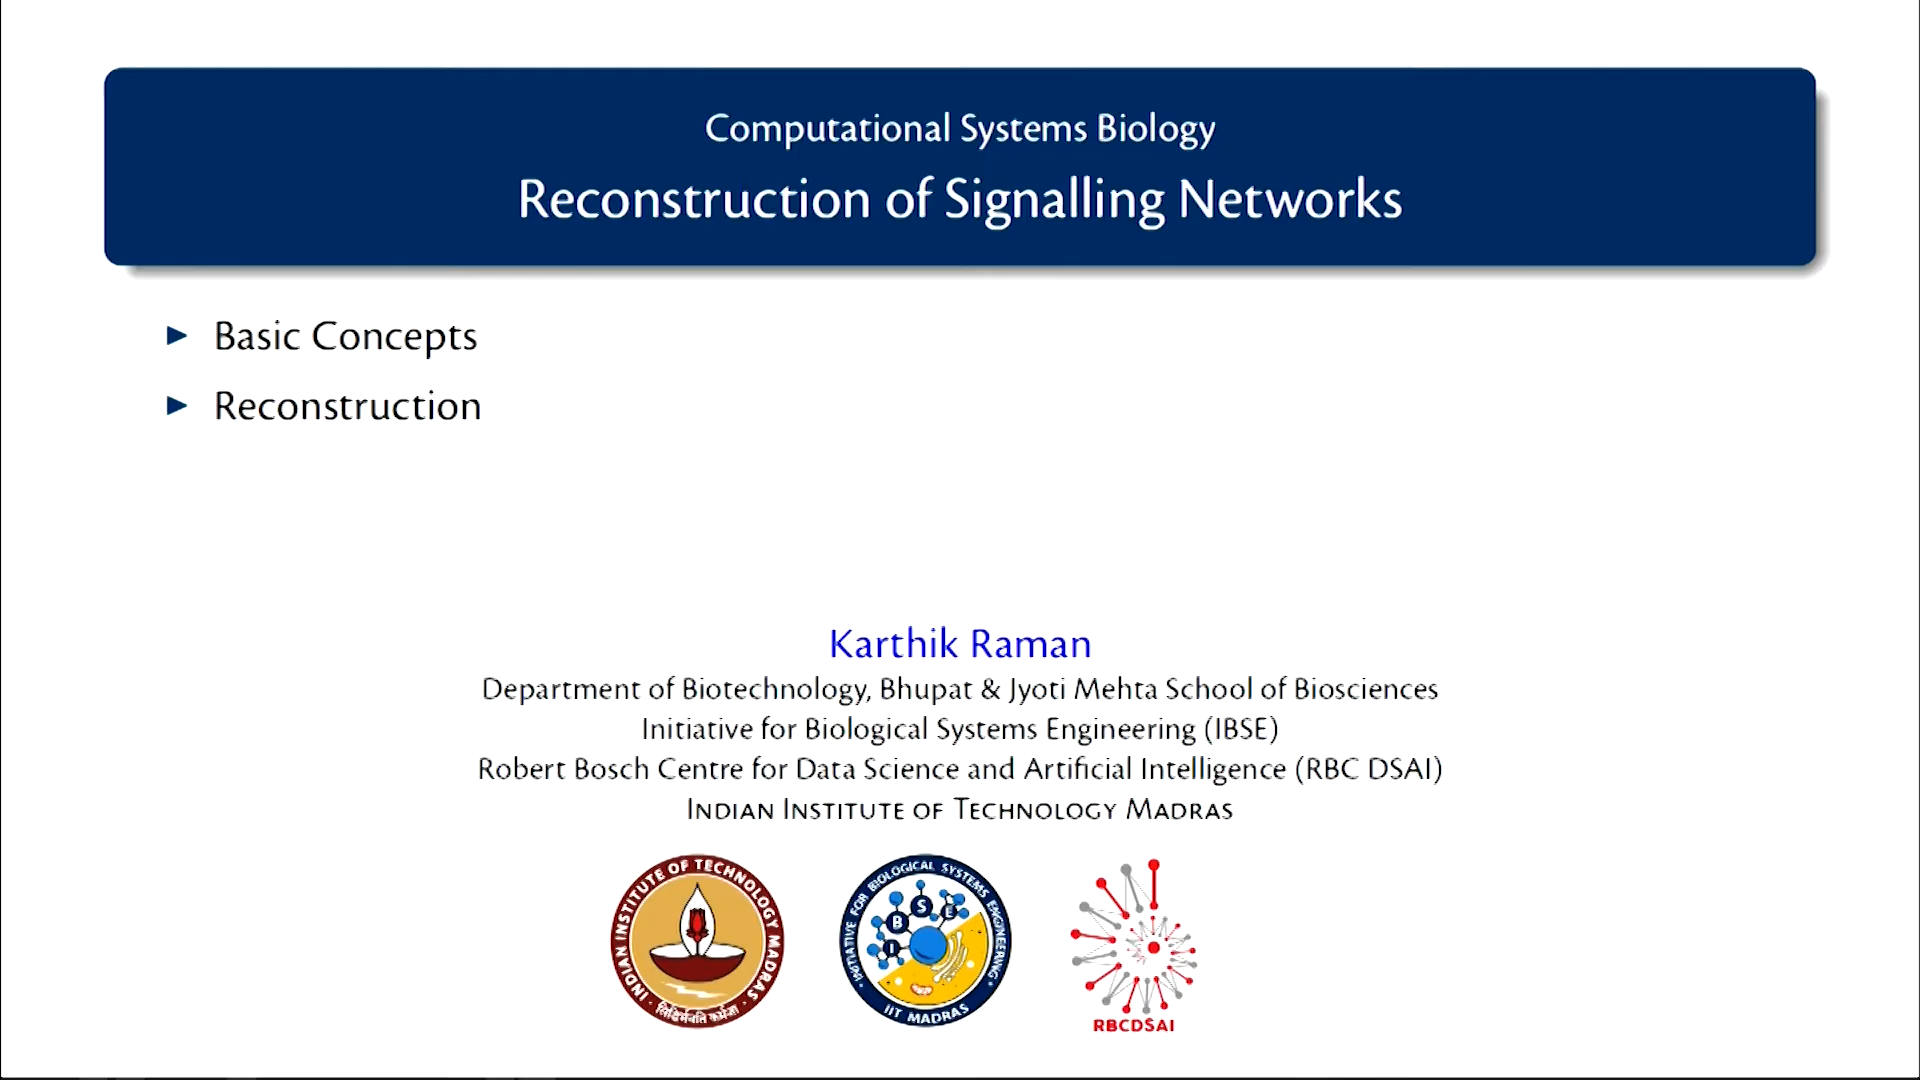 Computational Systems Biology
Reconstruction of Signalling Networks
Basic Concepts
Reconstruction
Karthik Raman
Department of Biotechnology, Bhupat & Jyoti Mehta School of Biosciences
Initiative for Biological Systems Engineering (IBSE)
Robert Bosch Centre for Data Science and Artificial Intelligence (RBC DSAI)
INDIAN INSTITUTE OF TECHNOLOGY MADRAS
INDIAN INSTITUTE OF TECHNOLOGY MADRAS
INITIATIVE FOR BIOLOGICAL SYSTEMS ENGINEERING
I B S E
IIT MADRAS
RBCDSAI